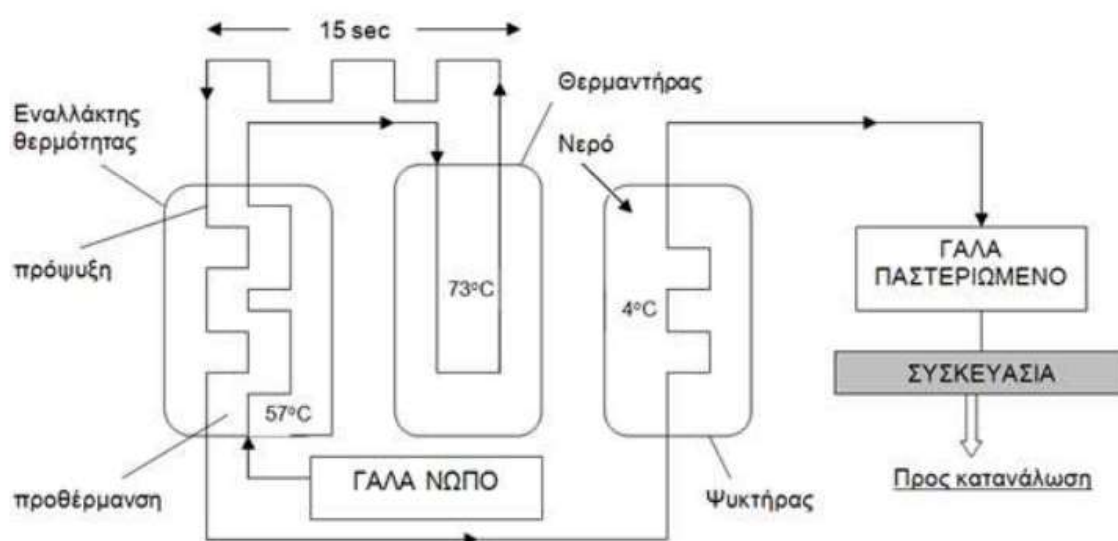 15 sec
Θερμαντήρας
Εναλλάκτης
θερμότητας
Νερό
πρόψυξη
73°C
4°C
ΓΑΛΑ
ΠΑΣΤΕΡΙΩΜΕΝΟ
ΣΥΣΚΕΥΑΣΙΑ
57°C
ΓΑΛΑ ΝΩΠΟ
προθέρμανση
Ψυκτήρας
Προς κατανάλωση